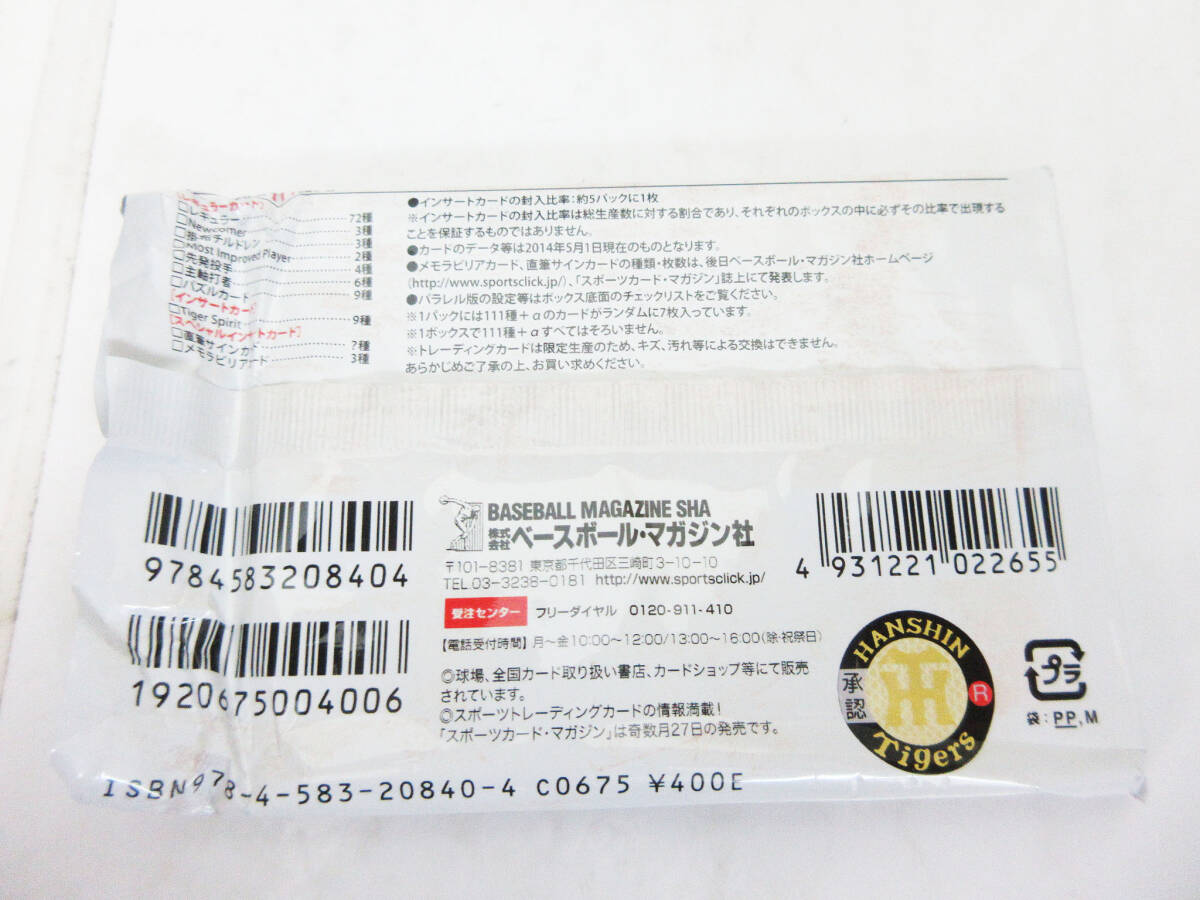 [レギュラーカード]
□レギュラー 72種
□Newcomer 3種
チルドレン 3種
□Most Improved Player 2種
□先発投手 4種
□主軸打者 6種
□パズルカード 9種
[インサートカード]
□Tiger Spirit 9種
[スペシャルインサートカード]
□直筆サインカード ?種
□メモラビリアカード 3種
●インサートカードの封入比率:約5パックに1枚
※インサートカードの封入比率は総生産数に対する割合であり、それぞれのボックスの中に必ずその比率で出現する
ことを保証するものではありません。
●カードのデータ等は2014年5月1日現在のものとなります。
●メモラビリアカード、直筆サインカードの種類・枚数は、後日ベースボール・マガジン社ホームページ
(http://www.sportsclick.jp/)、「スポーツカード・マガジン」誌上にて発表します。
●パラレル版の設定等はボックス底面のチェックリストをご覧ください。
※1パックには111種+αのカードがランダムに7枚入っています。
※1ボックスで111種+αすべてはそろいません。
※トレーディングカードは限定生産のため、キズ、汚れ等による交換はできません。
あらかじめご了承の上、お買い求めください。
9784583208404
1920675004006
BASEBALL MAGAZINE SHA
株式会社ベースボール・マガジン社
〒101-8381 東京都千代田区三崎町3-10-10
TEL.03-3238-0181 http://www.sportsclick.jp/
受注センター フリーダイヤル 0120-911-410
【電話受付時間】月〜金10:00〜12:00/13:00〜16:00(除・祝祭日)
◎球場、全国カード取り扱い書店、カードショップ等にて販売
されています。
◎スポーツトレーディングカードの情報満載!
「スポーツカード・マガジン」は奇数月27日の発売です。
4 931221 022655
HANSHIN
承認
HT
R
Tigers
プラ
袋:PP,M
ISBN978-4-583-20840-4 C0675 ¥400E